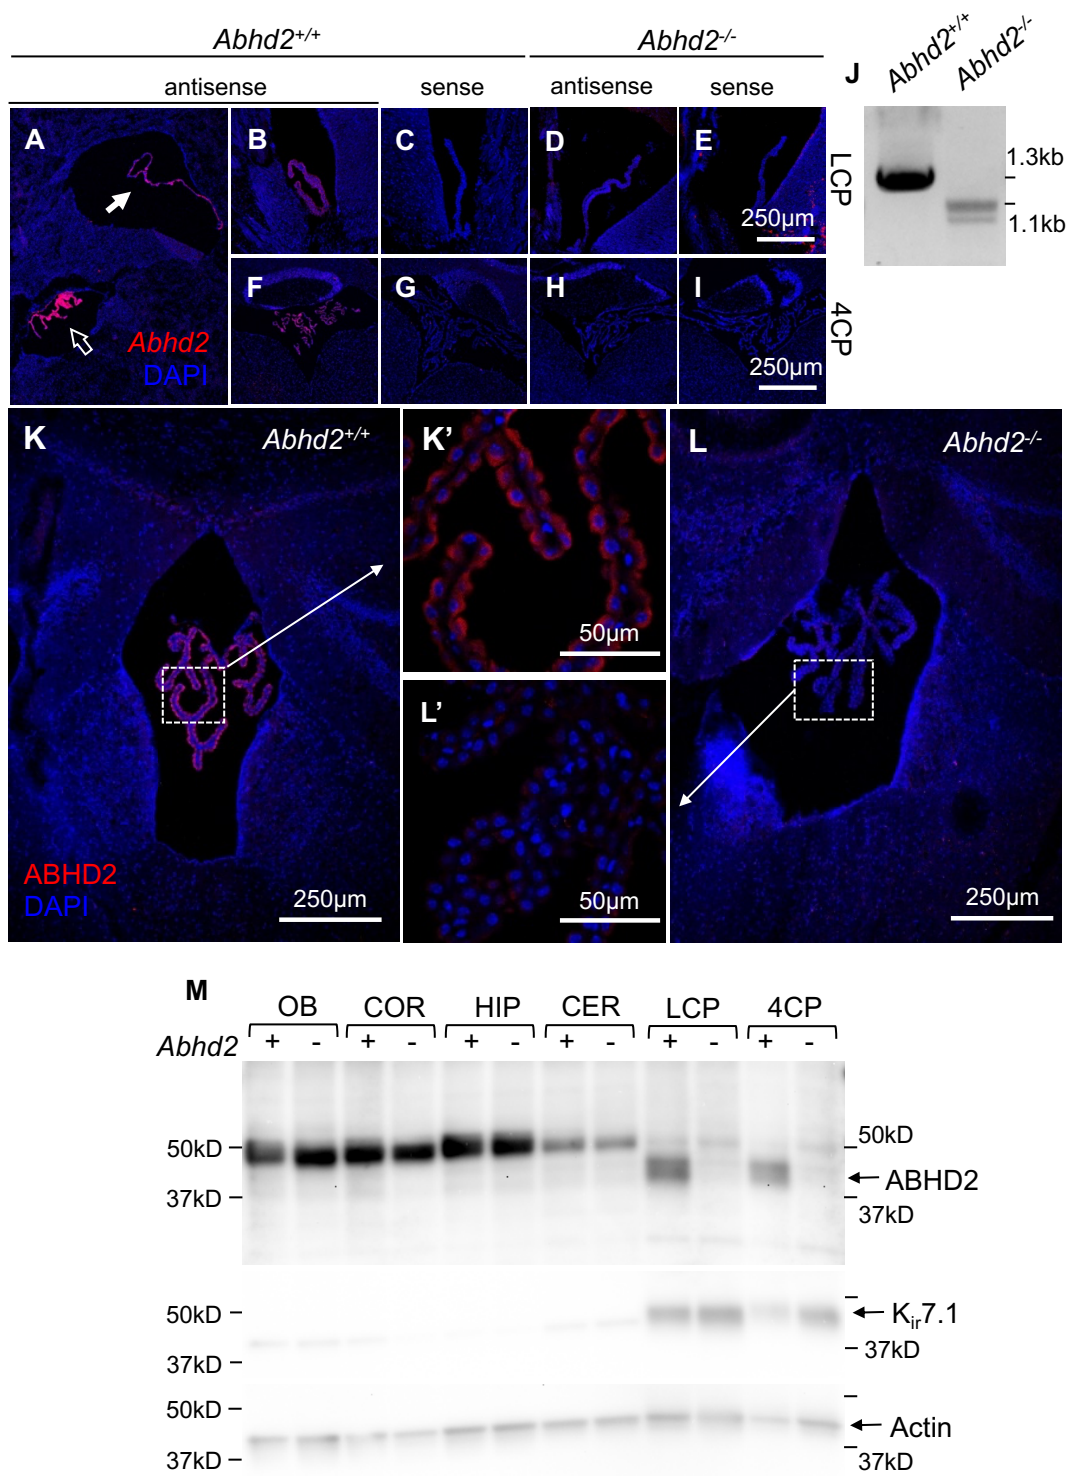 Abhd2+/+ Abhd2-/-
antisense sense antisense sense
J Abhd2+/+ Abhd2-/-
A B C D E
250µm
LCP
1.3kb
1.1kb
F G H I
Abhd2
DAPI
250µm
4CP
K Abhd2+/+
K’
50µm
L Abhd2-/-
L’
50µm
ABHD2
DAPI
250µm
250µm
M
OB COR HIP CER LCP 4CP
Abhd2 + - + - + - + - + - + -
50kD 50kD
ABHD2
37kD 37kD
50kD Kir7.1
37kD 37kD
50kD Actin
37kD 37kD